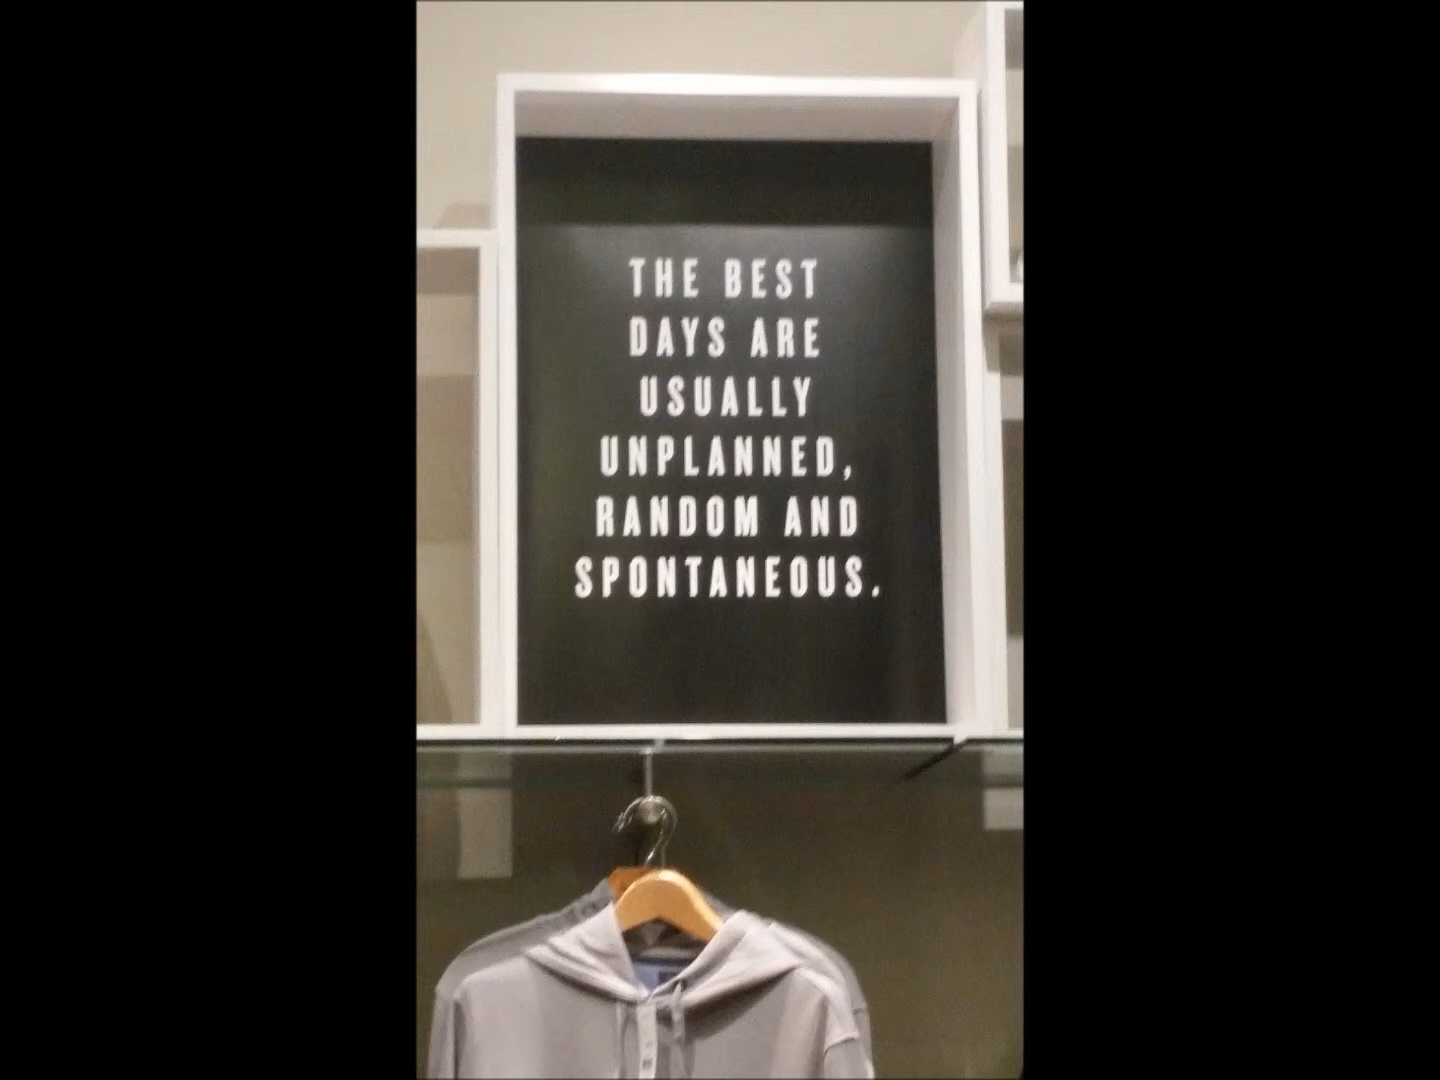 THE BEST
DAYS ARE
USUALLY
UNPLANNED,
RANDOM AND
SPONTANEOUS.